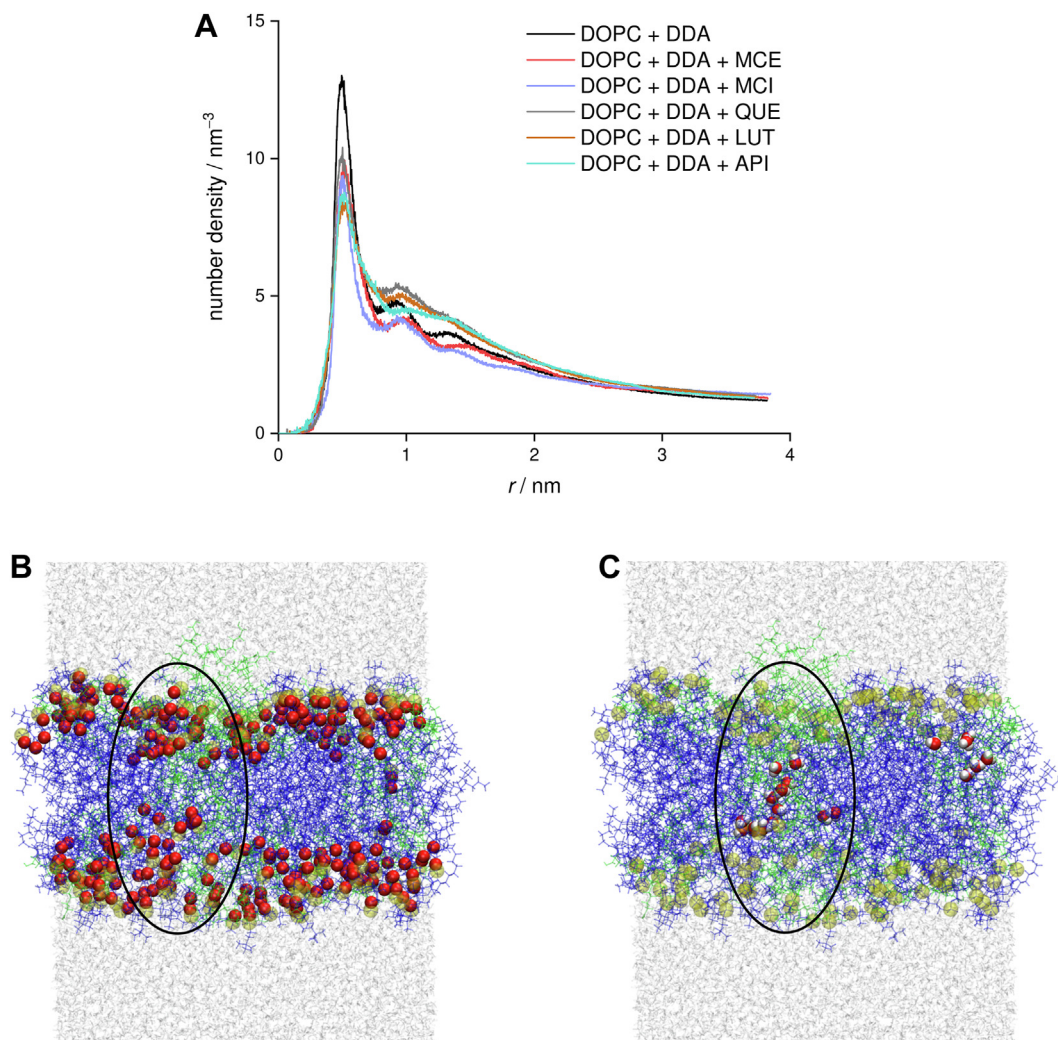 A
15
10
5
0
number density / nm⁻³
0 1 2 3 4
r / nm
DOPC + DDA
DOPC + DDA + MCE
DOPC + DDA + MCI
DOPC + DDA + QUE
DOPC + DDA + LUT
DOPC + DDA + API
B
C